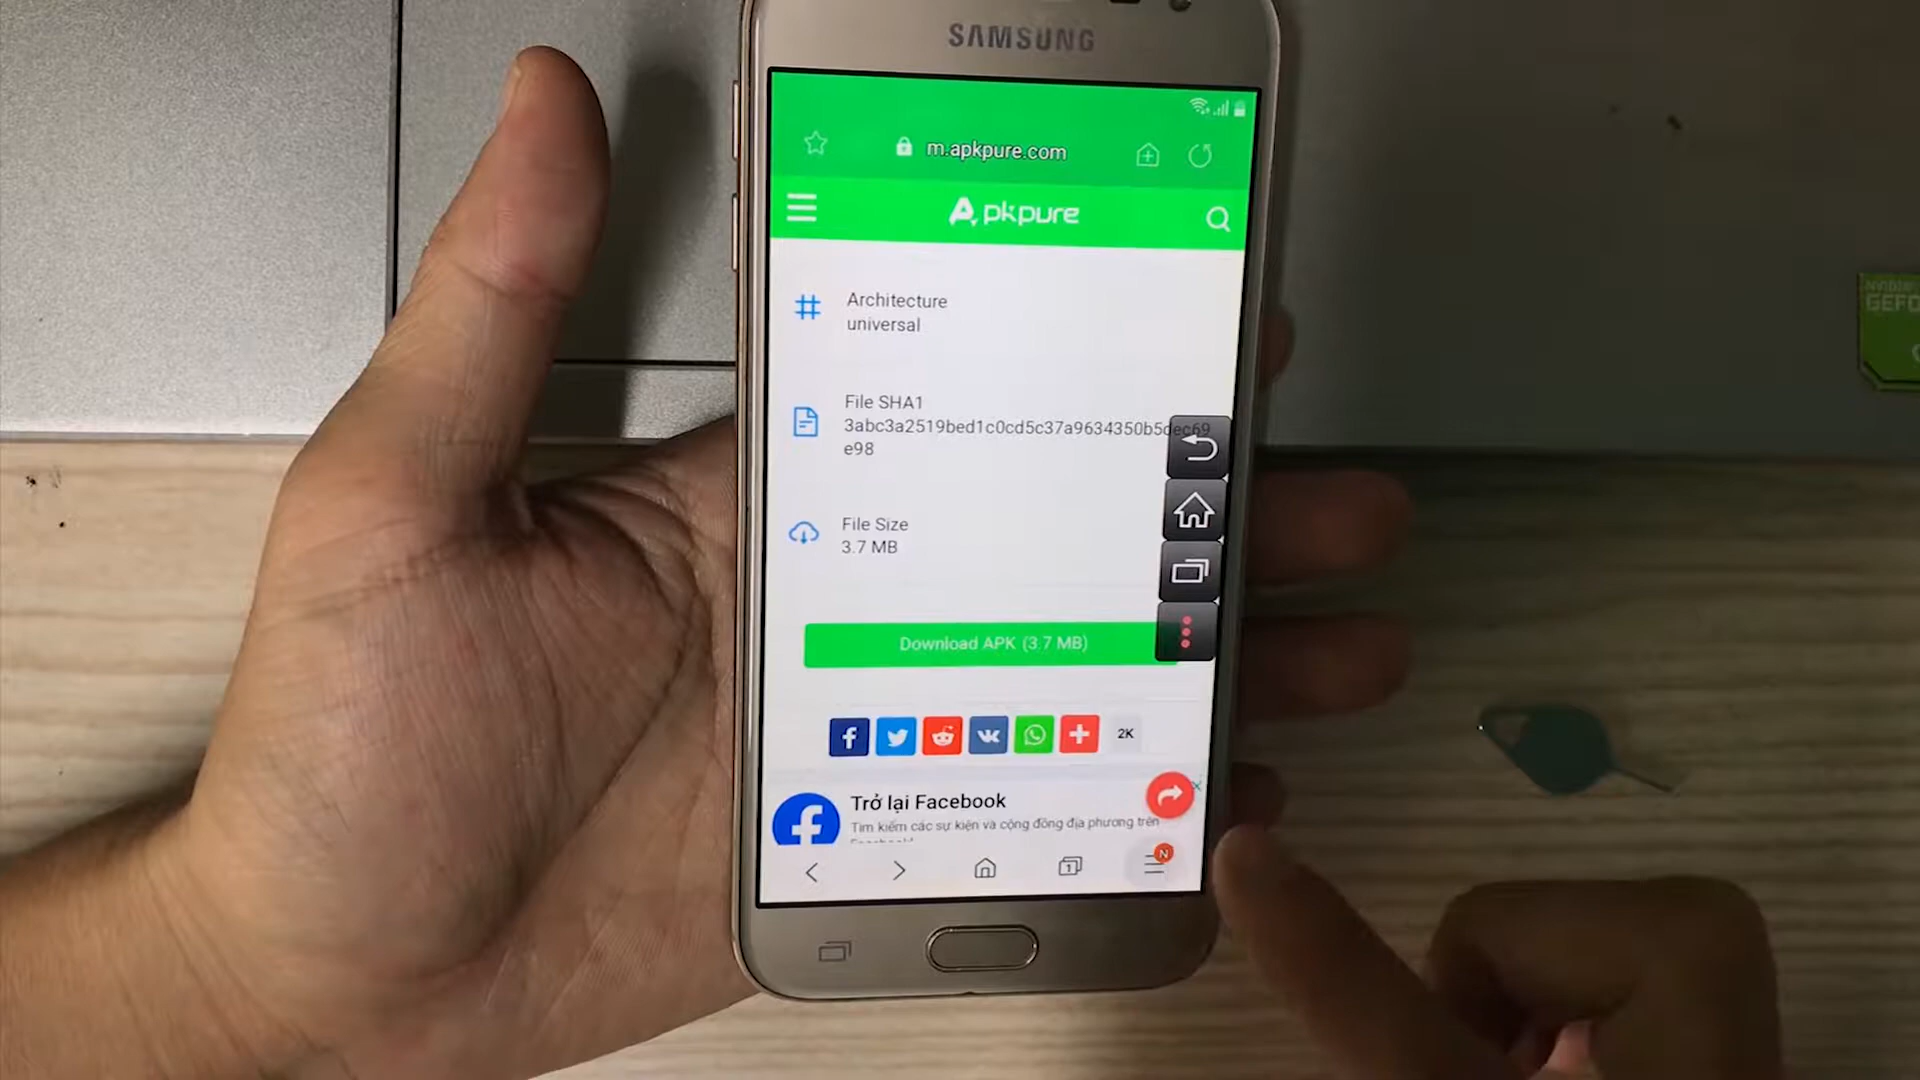 SAMSUNG
m.apkpure.com
Apkpure
Architecture
universal
File SHA1
3abc3a2519bed1c0cd5c37a9634350b5dec69
e98
File Size
3.7 MB
Download APK (3.7 MB)
2K
Trở lại Facebook
Tìm kiếm các sự kiện và cộng đồng địa phương trên
1
N